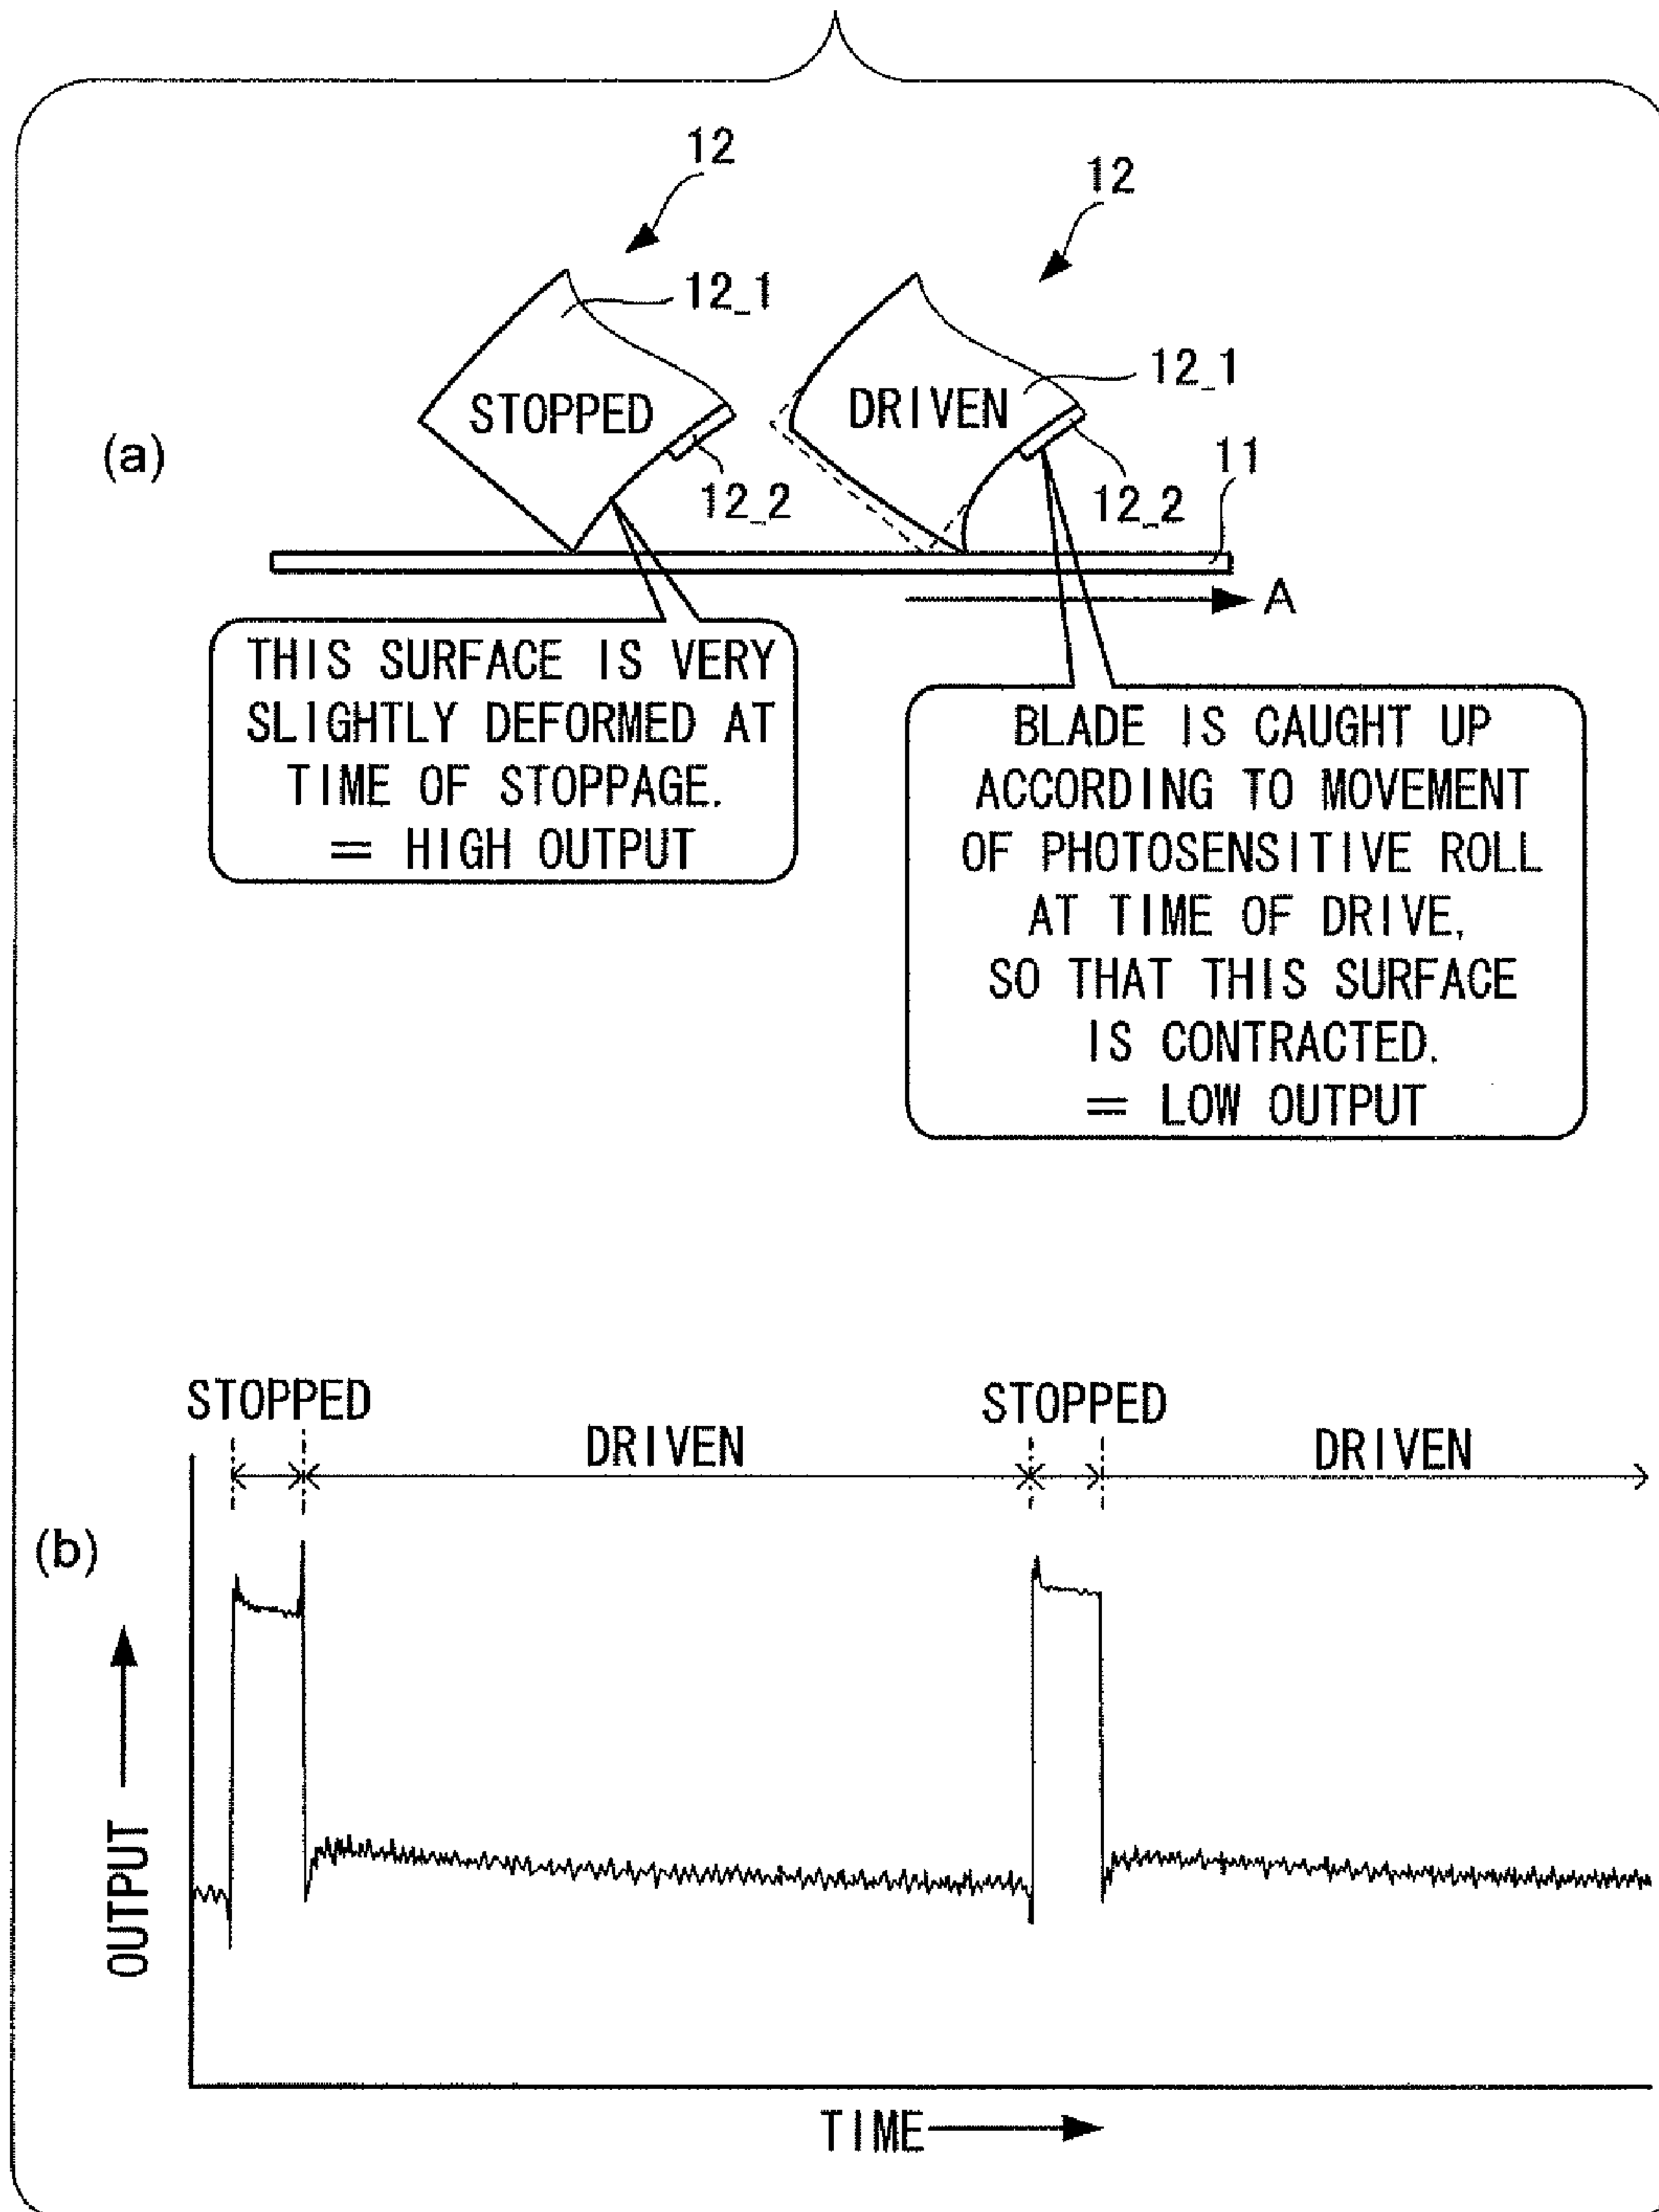 12
12
12_1
12_1
STOPPED
DRIVEN
(a)
11
12_2
12_2
A
THIS SURFACE IS VERY
SLIGHTLY DEFORMED AT
TIME OF STOPPAGE.
= HIGH OUTPUT
BLADE IS CAUGHT UP
ACCORDING TO MOVEMENT
OF PHOTOSENSITIVE ROLL
AT TIME OF DRIVE,
SO THAT THIS SURFACE
IS CONTRACTED.
= LOW OUTPUT
STOPPED
STOPPED
DRIVEN
DRIVEN
(b)
OUTPUT
TIME